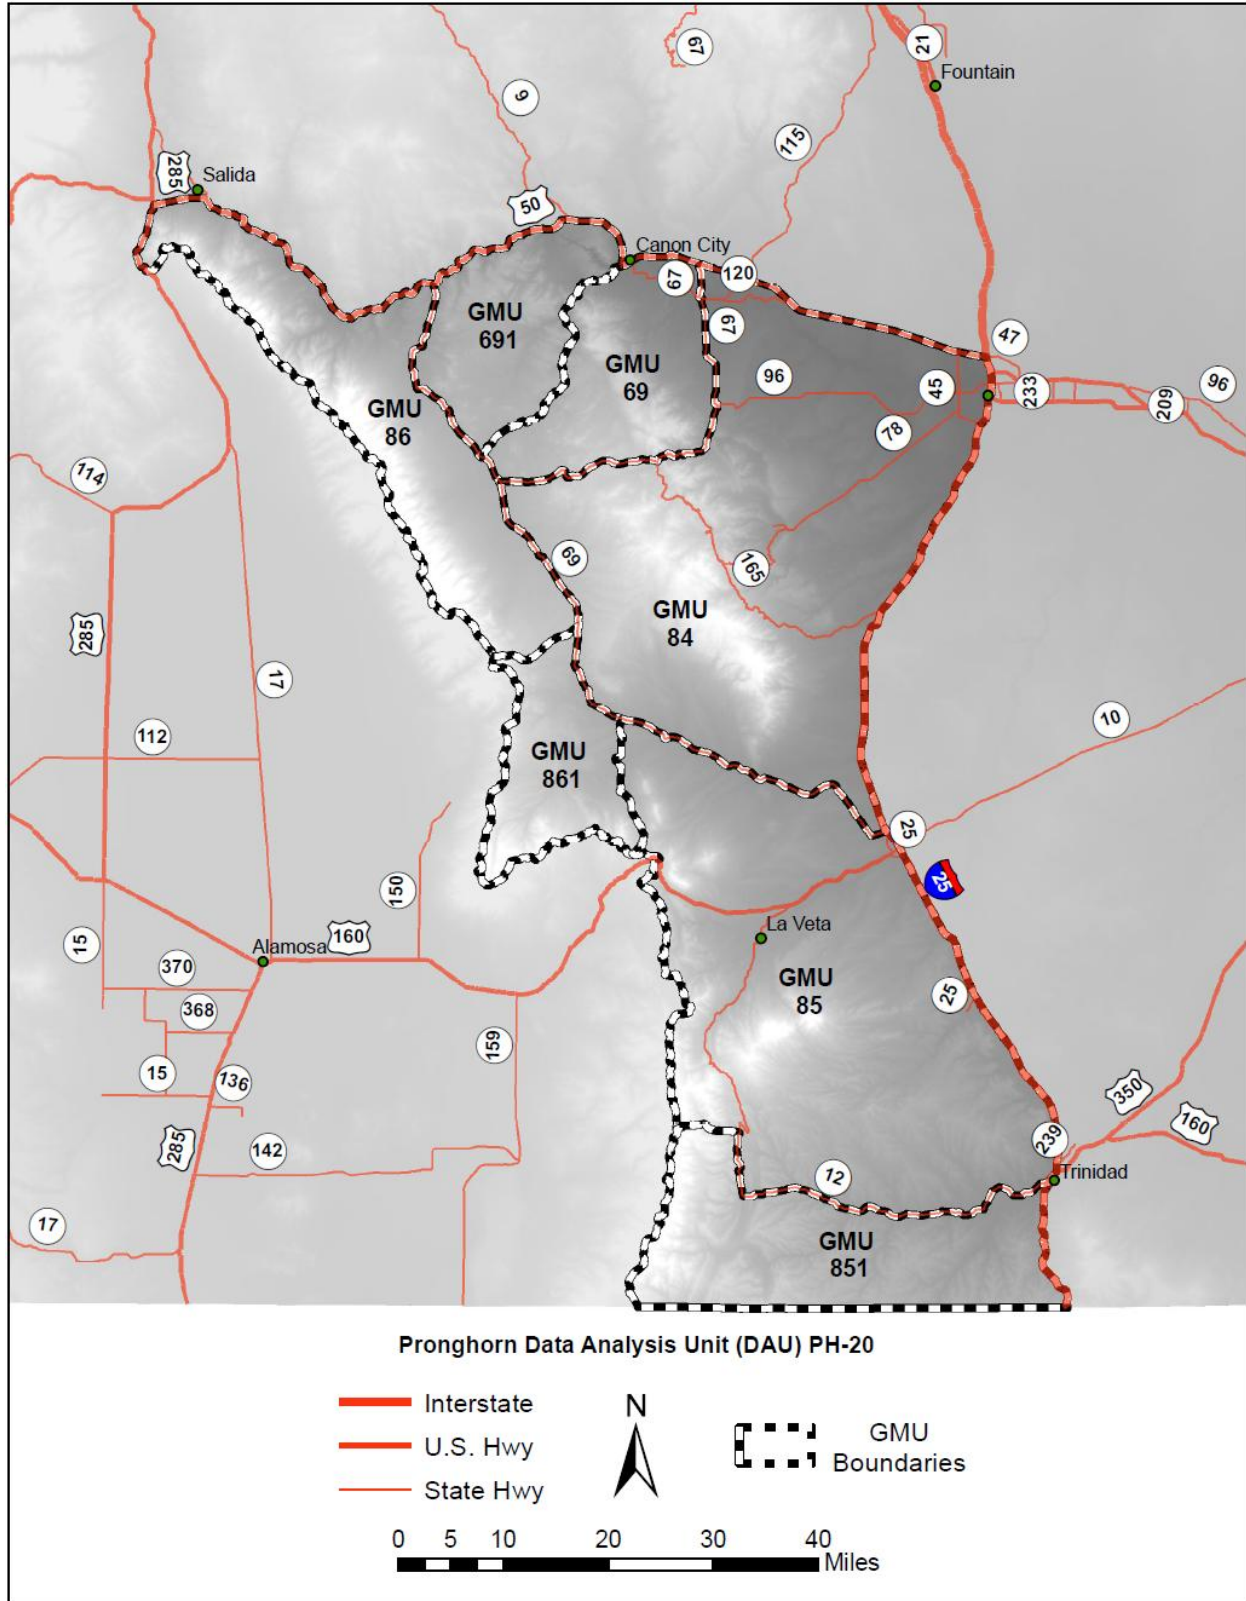 21
67
Fountain
9
115
285
Salida
50
Canon City
67
120
GMU
691
67
47
GMU
69
96
45
233
96
209
GMU
86
78
114
69
165
GMU
84
285
17
10
112
GMU
861
25
25
150
La Veta
15
Alamosa
160
370
GMU
85
25
368
159
15
136
350
160
239
285
142
12
Trinidad
17
GMU
851
Pronghorn Data Analysis Unit (DAU) PH-20
Interstate
U.S. Hwy
State Hwy
N
GMU
Boundaries
0 5 10 20 30 40
Miles